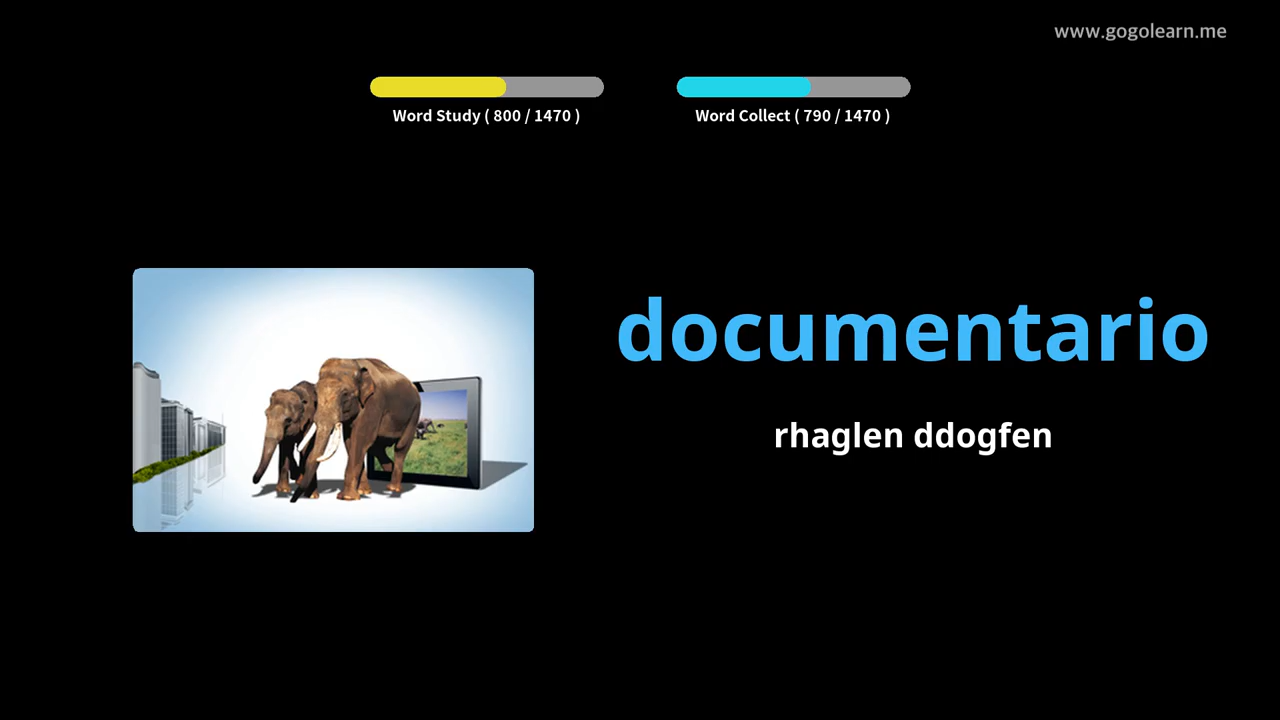 www.gogolearn.me
Word Study ( 800 / 1470 )
Word Collect ( 790 / 1470 )
documentario
rhaglen ddogfen